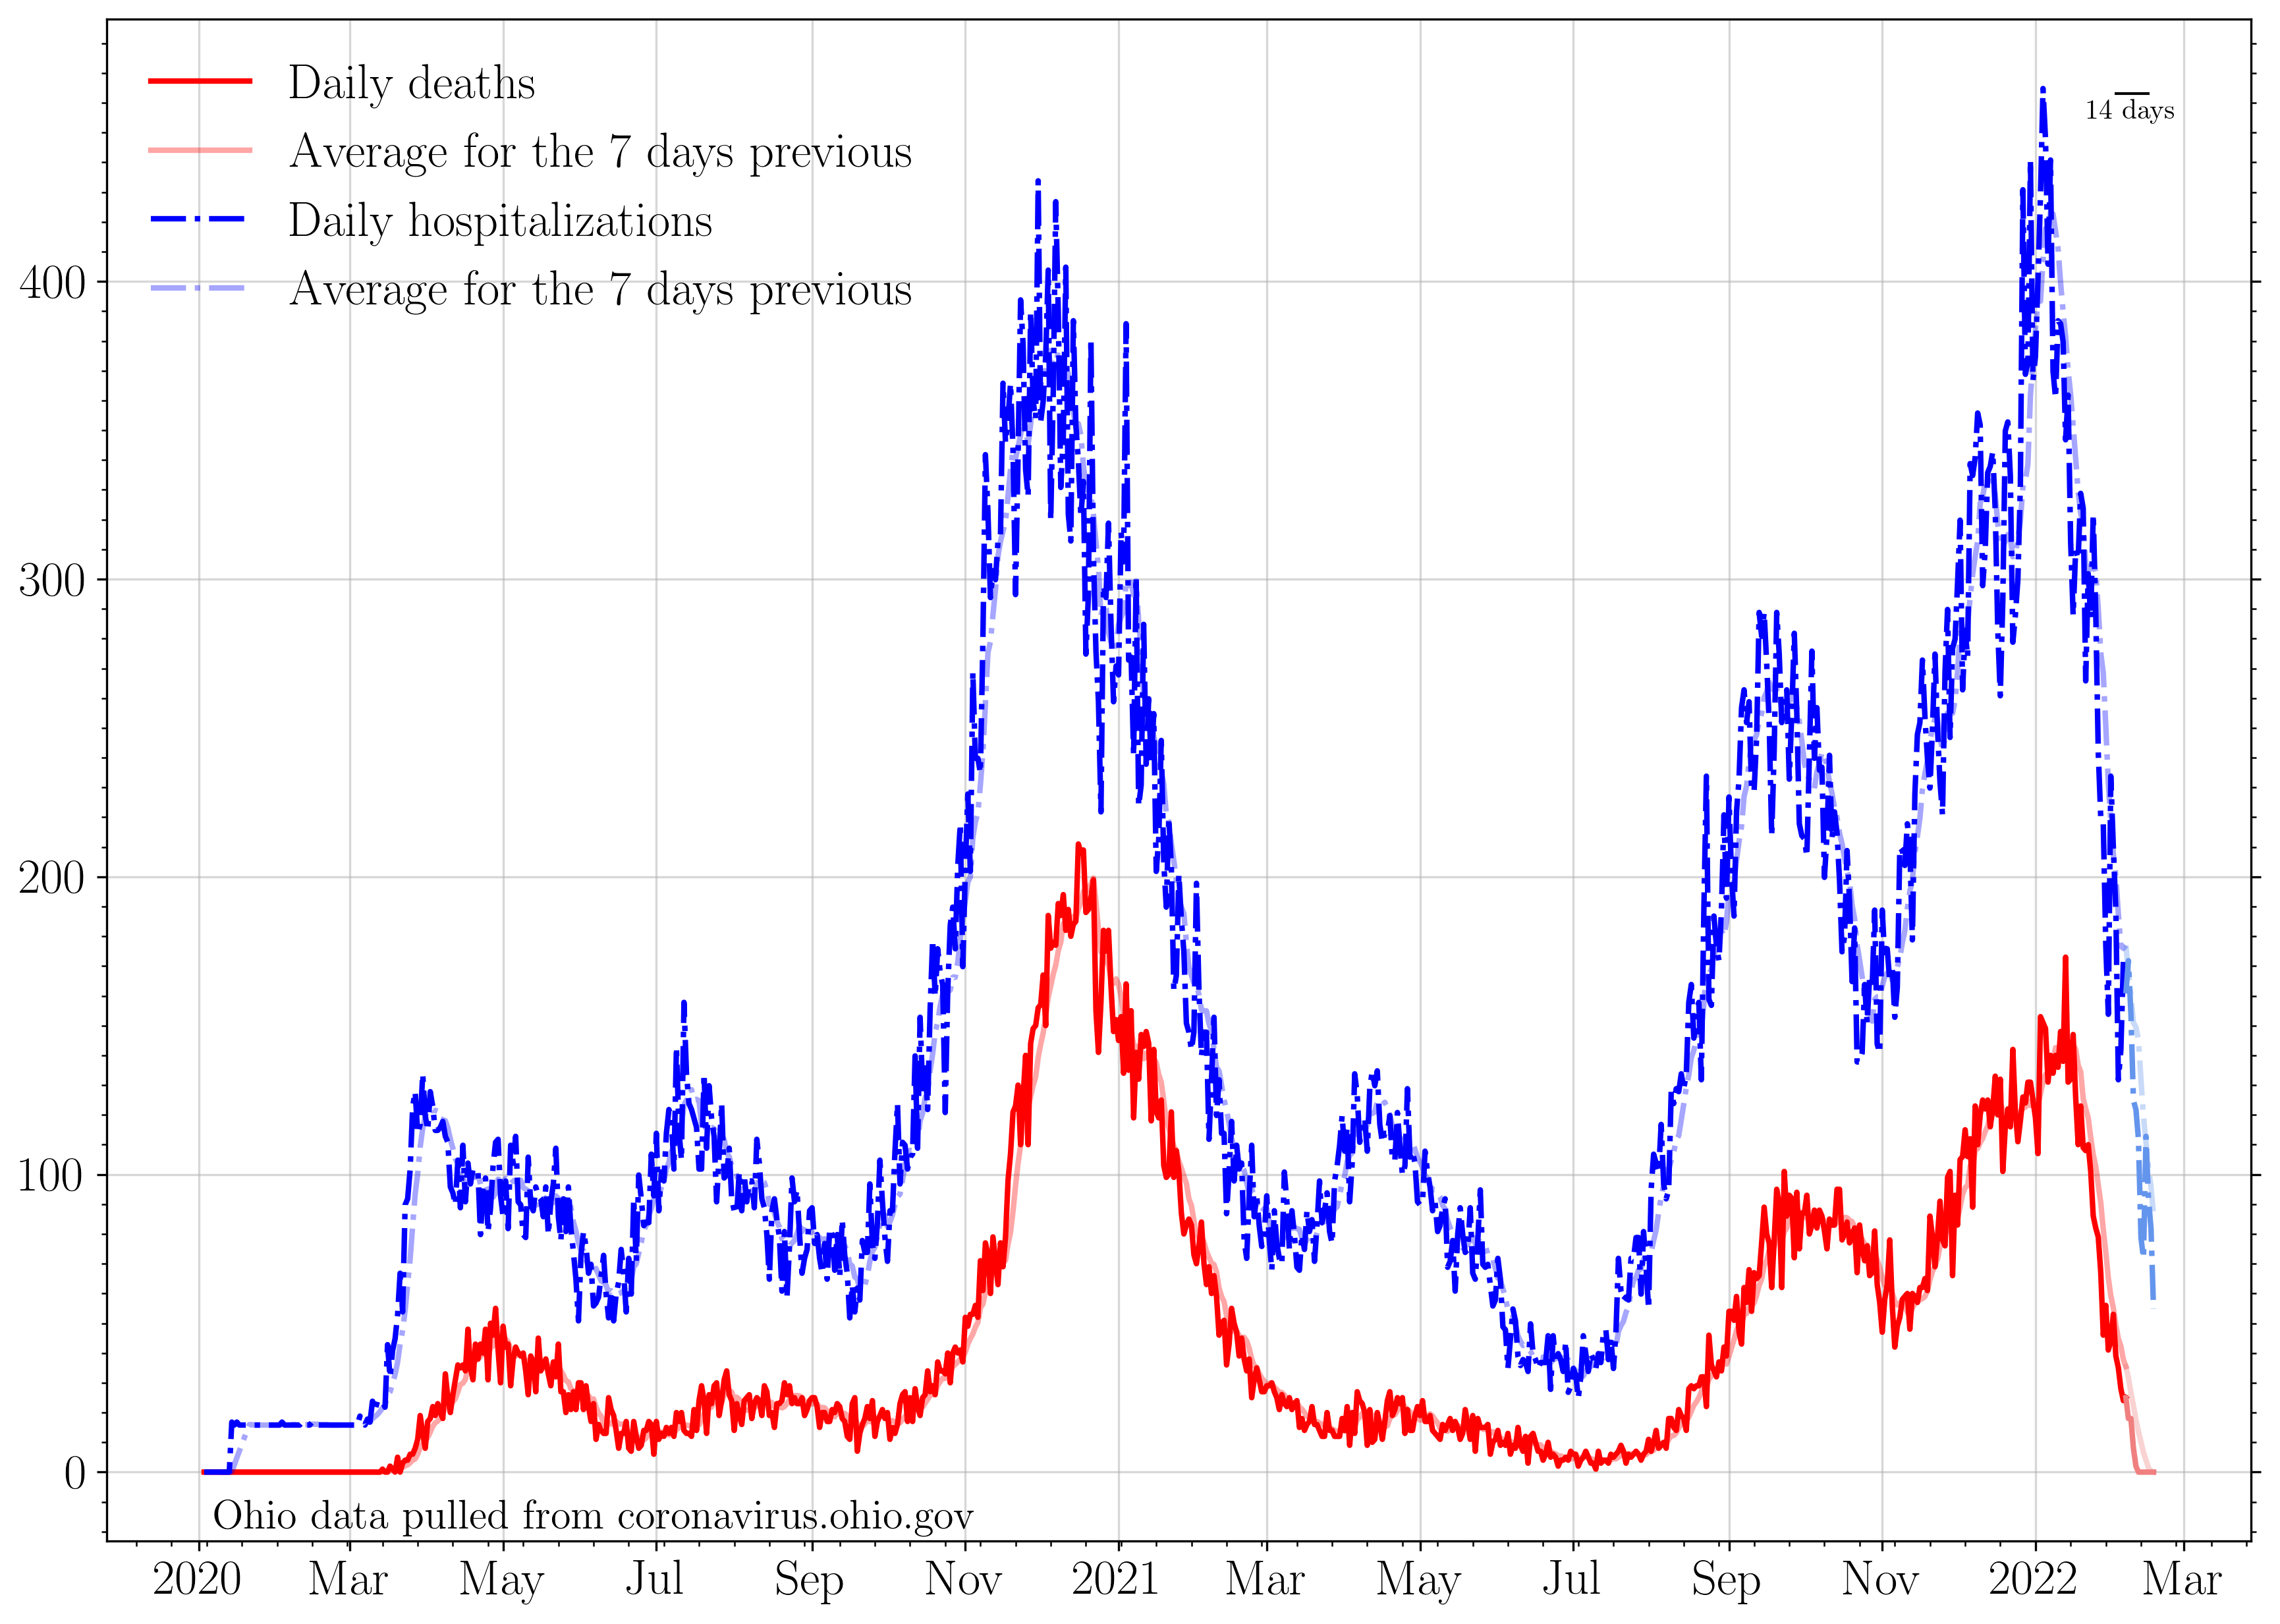 Daily deaths
Average for the 7 days previous
Daily hospitalizations
Average for the 7 days previous
14 days
400
300
200
100
0
Ohio data pulled from coronavirus.ohio.gov
2020 Mar May Jul Sep Nov 2021 Mar May Jul Sep Nov 2022 Mar